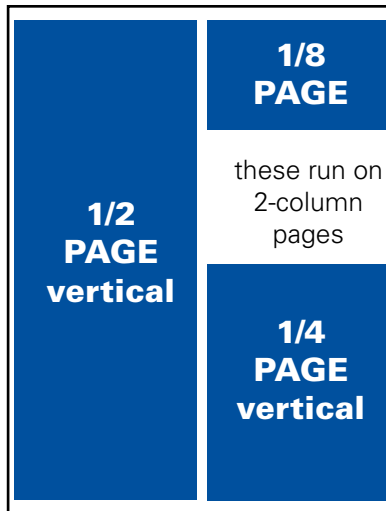 1/2
PAGE
vertical
1/8
PAGE
these run on
2-column
pages
1/4
PAGE
vertical